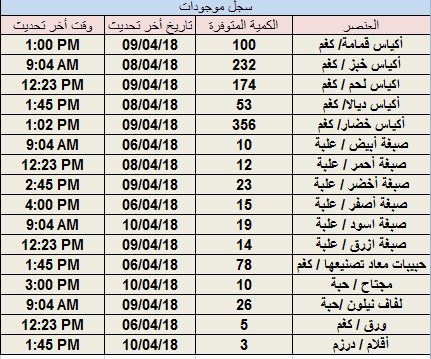 سجل موجودات
العنصر الكمية المتوفرة تاريخ أخر تحديث وقت أخر تحديث
أكياس قمامة/ كغم 100 09/04/18 1:00 PM
أكياس خبز / كغم 232 08/04/18 9:04 AM
اكياس لحم / كغم 174 09/04/18 12:23 PM
أكياس ديالا/ كغم 53 08/04/18 1:45 PM
أكياس خضار/ كغم 356 09/04/18 1:02 PM
صبغة أبيض / علبة 10 06/04/18 9:04 AM
صبغة أحمر / علبة 12 08/04/18 12:23 PM
صبغة أخضر / علبة 23 09/04/18 2:45 PM
صبغة أصفر / علبة 15 06/04/18 4:00 PM
صبغة اسود / علبة 19 10/04/18 9:04 AM
صبغة ازرق / علبة 14 09/04/18 12:23 PM
حبيبات معاد تصنيعها / كغم 78 06/04/18 1:45 PM
مجتاح / حبة 10 10/04/18 3:00 PM
لفاف نيلون /حبة 26 09/04/18 9:04 AM
ورق / كغم 5 06/04/18 12:23 PM
أقلام / درزم 3 10/04/18 1:45 PM